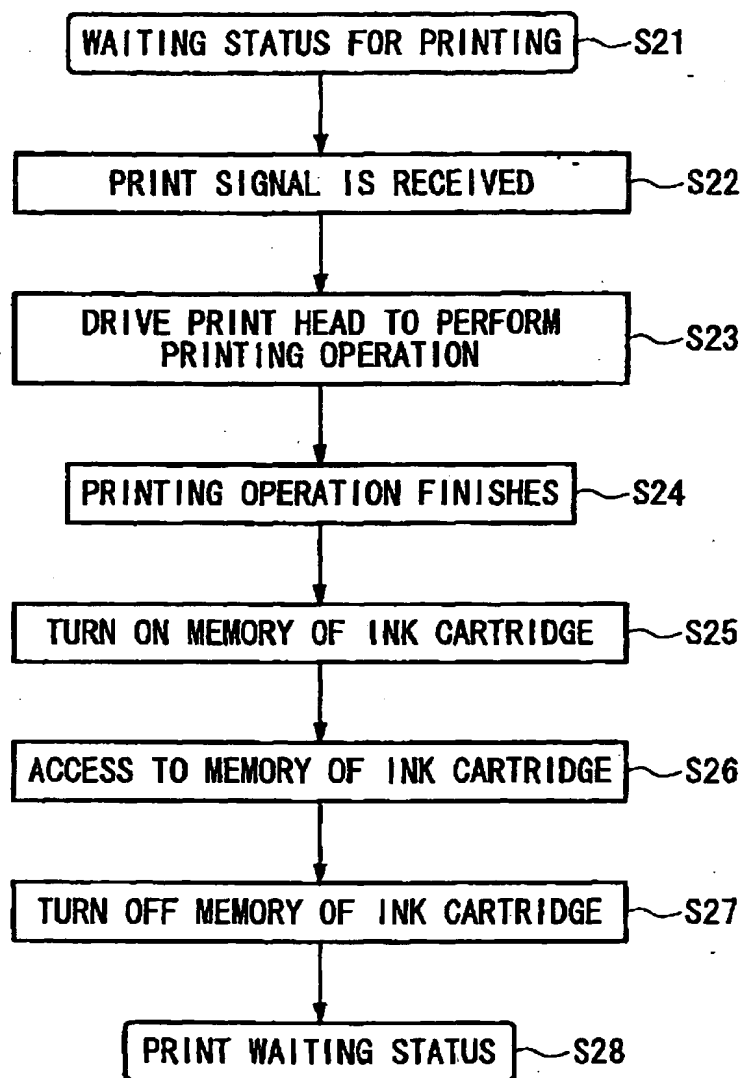 WAITING STATUS FOR PRINTING S21
PRINT SIGNAL IS RECEIVED S22
DRIVE PRINT HEAD TO PERFORM
PRINTING OPERATION S23
PRINTING OPERATION FINISHES S24
TURN ON MEMORY OF INK CARTRIDGE S25
ACCESS TO MEMORY OF INK CARTRIDGE S26
TURN OFF MEMORY OF INK CARTRIDGE S27
PRINT WAITING STATUS S28